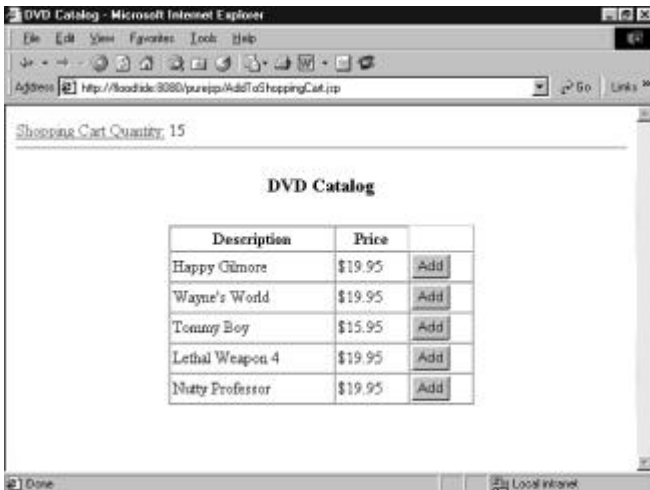 DVD Catalog - Microsoft Internet Explorer
File Edit View Favorites Tools Help
Address http://floodside:8080/purejsp/AddToShoppingCart.jsp Go Links »
Shopping Cart Quantity: 15
DVD Catalog
Description Price
Happy Gilmore $19.95 Add
Wayne's World $19.95 Add
Tommy Boy $15.95 Add
Lethal Weapon 4 $19.95 Add
Nutty Professor $19.95 Add
Done Local intranet